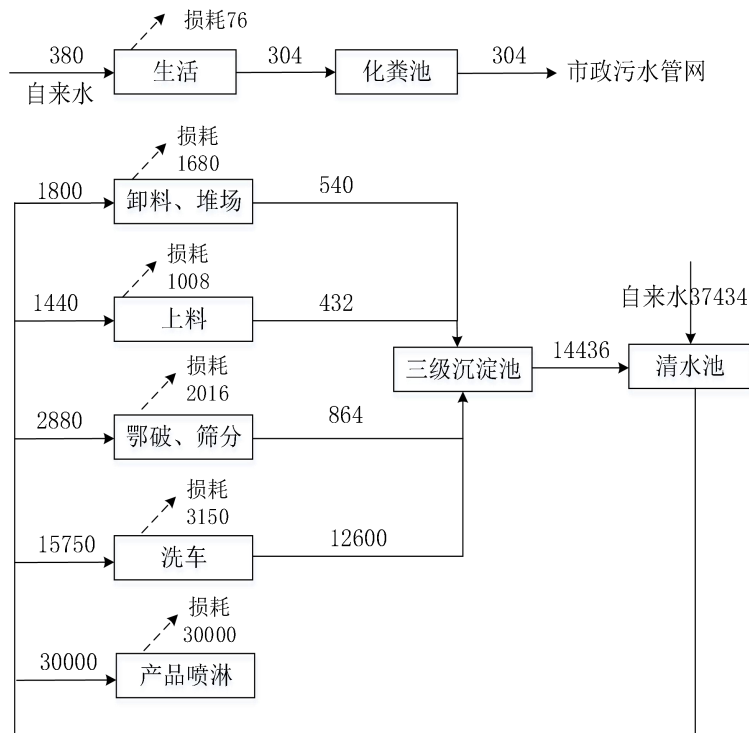 损耗76
380
生活
304
化粪池
304
市政污水管网
自来水
损耗
1680
1800
卸料、堆场
540
损耗
1008
1440
上料
432
自来水37434
三级沉淀池
14436
清水池
损耗
2016
2880
鄂破、筛分
864
损耗
3150
15750
洗车
12600
损耗
30000
30000
产品喷淋